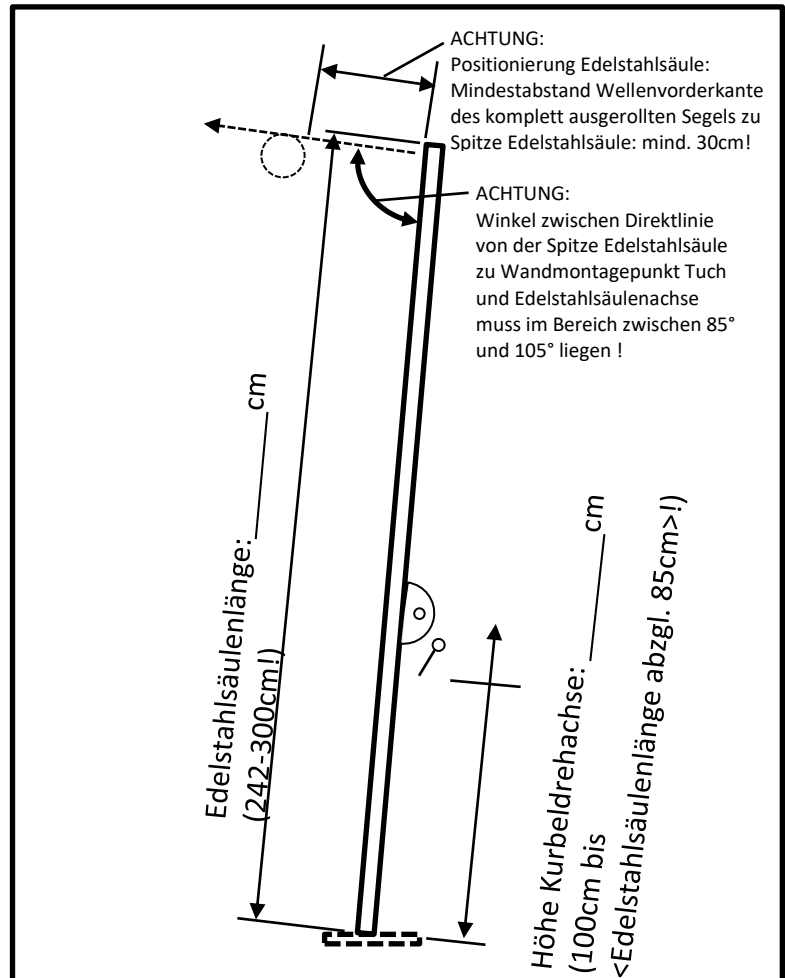 ACHTUNG:
Positionierung Edelstahlsäule:
Mindestabstand Wellenvorderkante
des komplett ausgerollten Segels zu
Spitze Edelstahlsäule: mind. 30cm!
ACHTUNG:
Winkel zwischen Direktlinie
von der Spitze Edelstahlsäule
zu Wandmontagepunkt Tuch
und Edelstahlsäulenachse
muss im Bereich zwischen 85°
und 105° liegen !
Edelstahlsäulenlänge: ________ cm
(242-300cm!)
Höhe Kurbeldrehachse: ________ cm
(100cm bis
<Edelstahlsäulenlänge abzgl. 85cm>!)